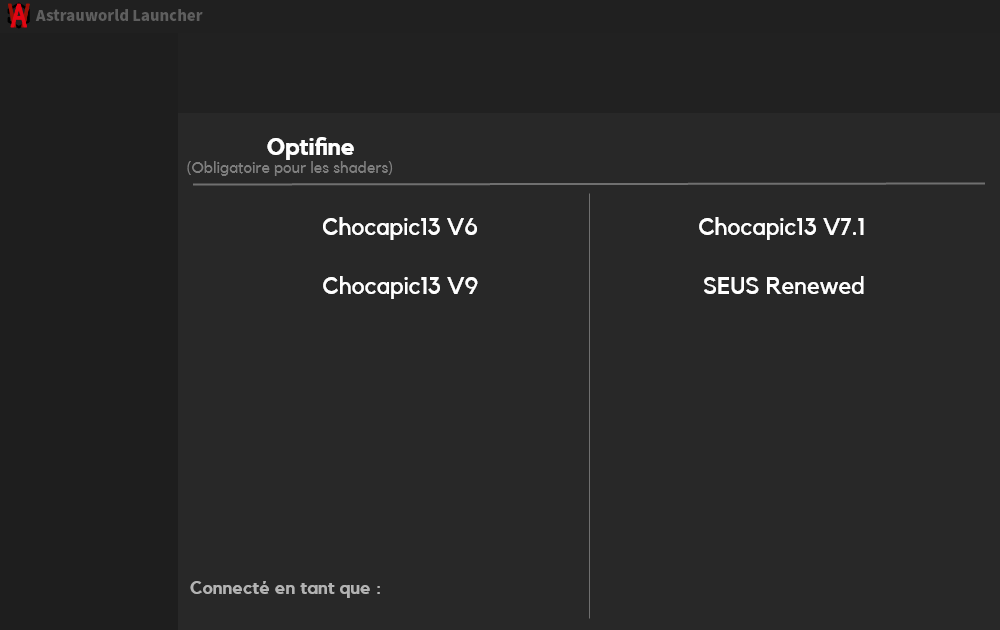 Astrauworld Launcher
Optifine
(Obligatoire pour les shaders)
Chocapic13 V6
Chocapic13 V7.1
Chocapic13 V9
SEUS Renewed
Connecté en tant que :